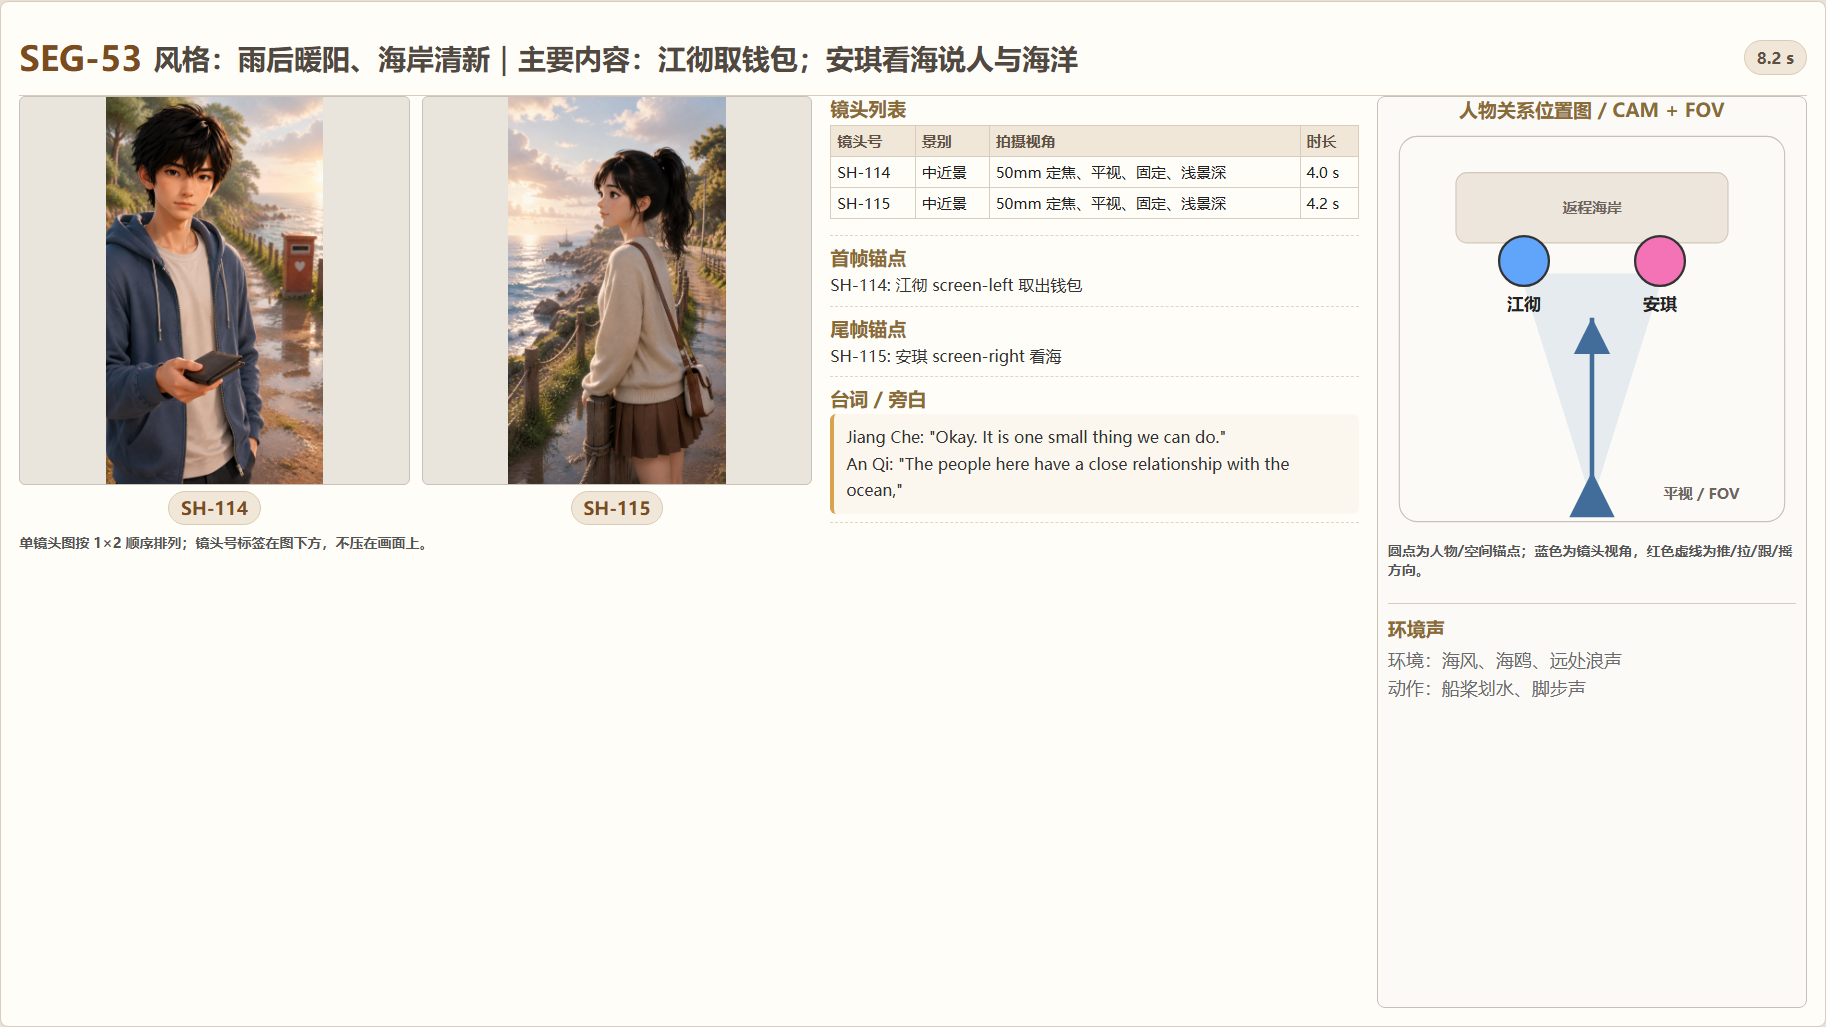 SEG-53 风格：雨后暖阳、海岸清新 | 主要内容：江彻取钱包；安琪看海说人与海洋
8.2 s
SH-114
SH-115
单镜头图按 1×2 顺序排列；镜头号标签在图下方，不压在画面上。
镜头列表
镜头号 景别 拍摄视角 时长
SH-114 中近景 50mm 定焦、平视、固定、浅景深 4.0 s
SH-115 中近景 50mm 定焦、平视、固定、浅景深 4.2 s
首帧锚点
SH-114: 江彻 screen-left 取出钱包
尾帧锚点
SH-115: 安琪 screen-right 看海
台词 / 旁白
Jiang Che: "Okay. It is one small thing we can do."
An Qi: "The people here have a close relationship with the
ocean,"
人物关系位置图 / CAM + FOV
返程海岸
江彻
安琪
平视 / FOV
圆点为人物/空间锚点；蓝色为镜头视角，红色虚线为推/拉/跟/摇
方向。
环境声
环境：海风、海鸥、远处浪声
动作：船桨划水、脚步声